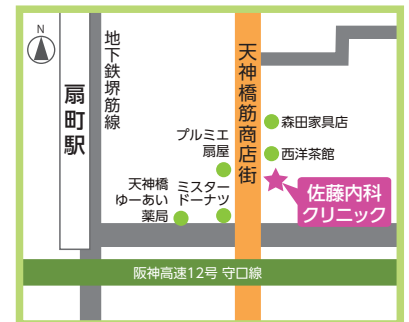 N
地下鉄堺筋線
扇町駅
天神橋筋商店街
森田家具店
プルミエ
扇屋
西洋茶館
天神橋
ゆーあい
薬局
ミスター
ドーナツ
佐藤内科
クリニック
阪神高速12号 守口線